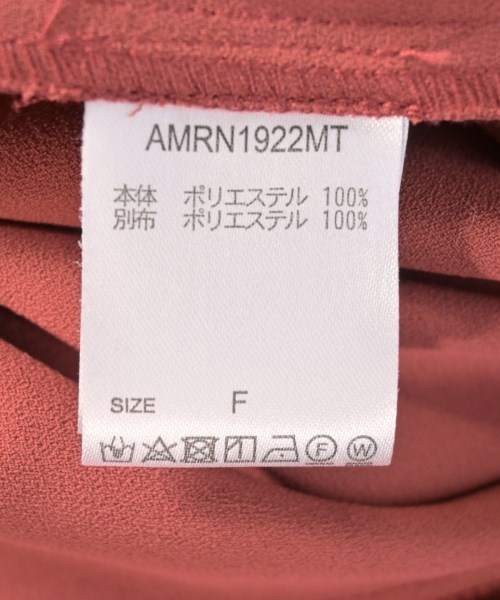 AMRN1922MT
本体 ポリエステル 100%
別布 ポリエステル 100%
SIZE F
F W